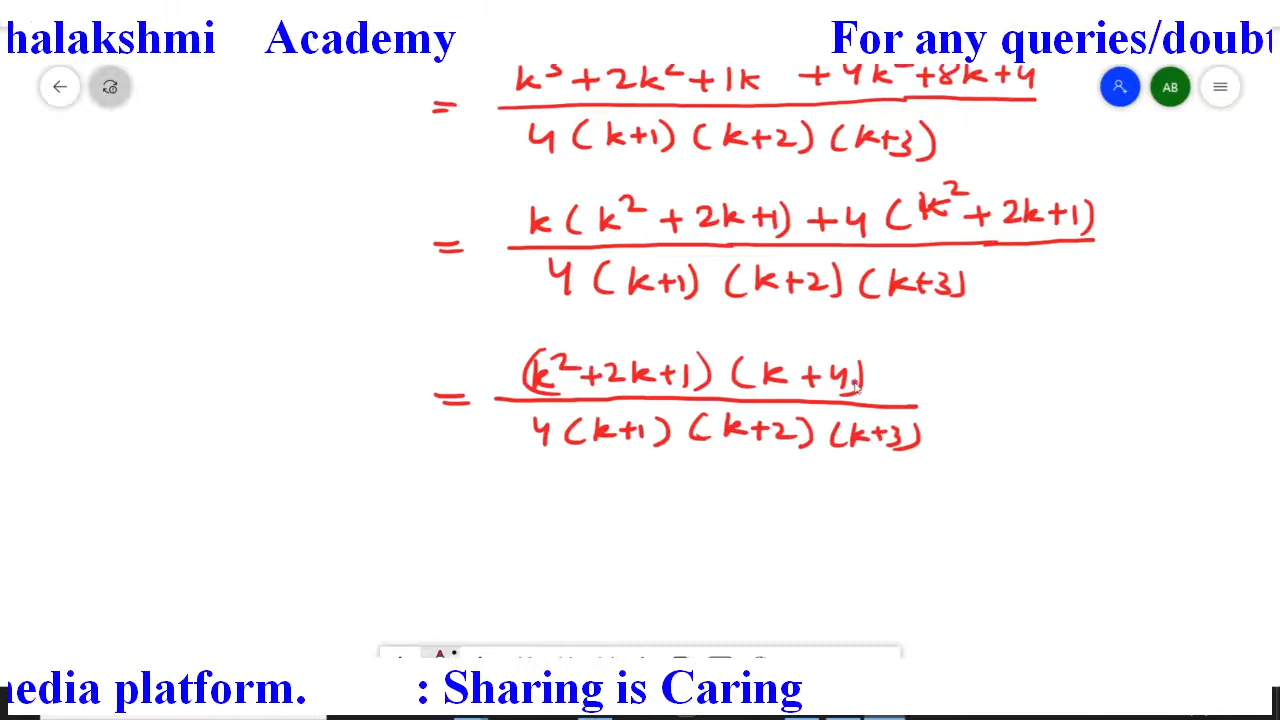 halakshmi Academy For any queries/doubt
= k³ + 2k² + 1k + 4k² + 8k + 4
4 (k+1) (k+2) (k+3)
AB
= k (k² + 2k+1) + 4 (k² + 2k+1)
4 (k+1) (k+2) (k+3)
= (k²+2k+1) (k+4)
4 (k+1) (k+2) (k+3)
nedia platform. : Sharing is Caring